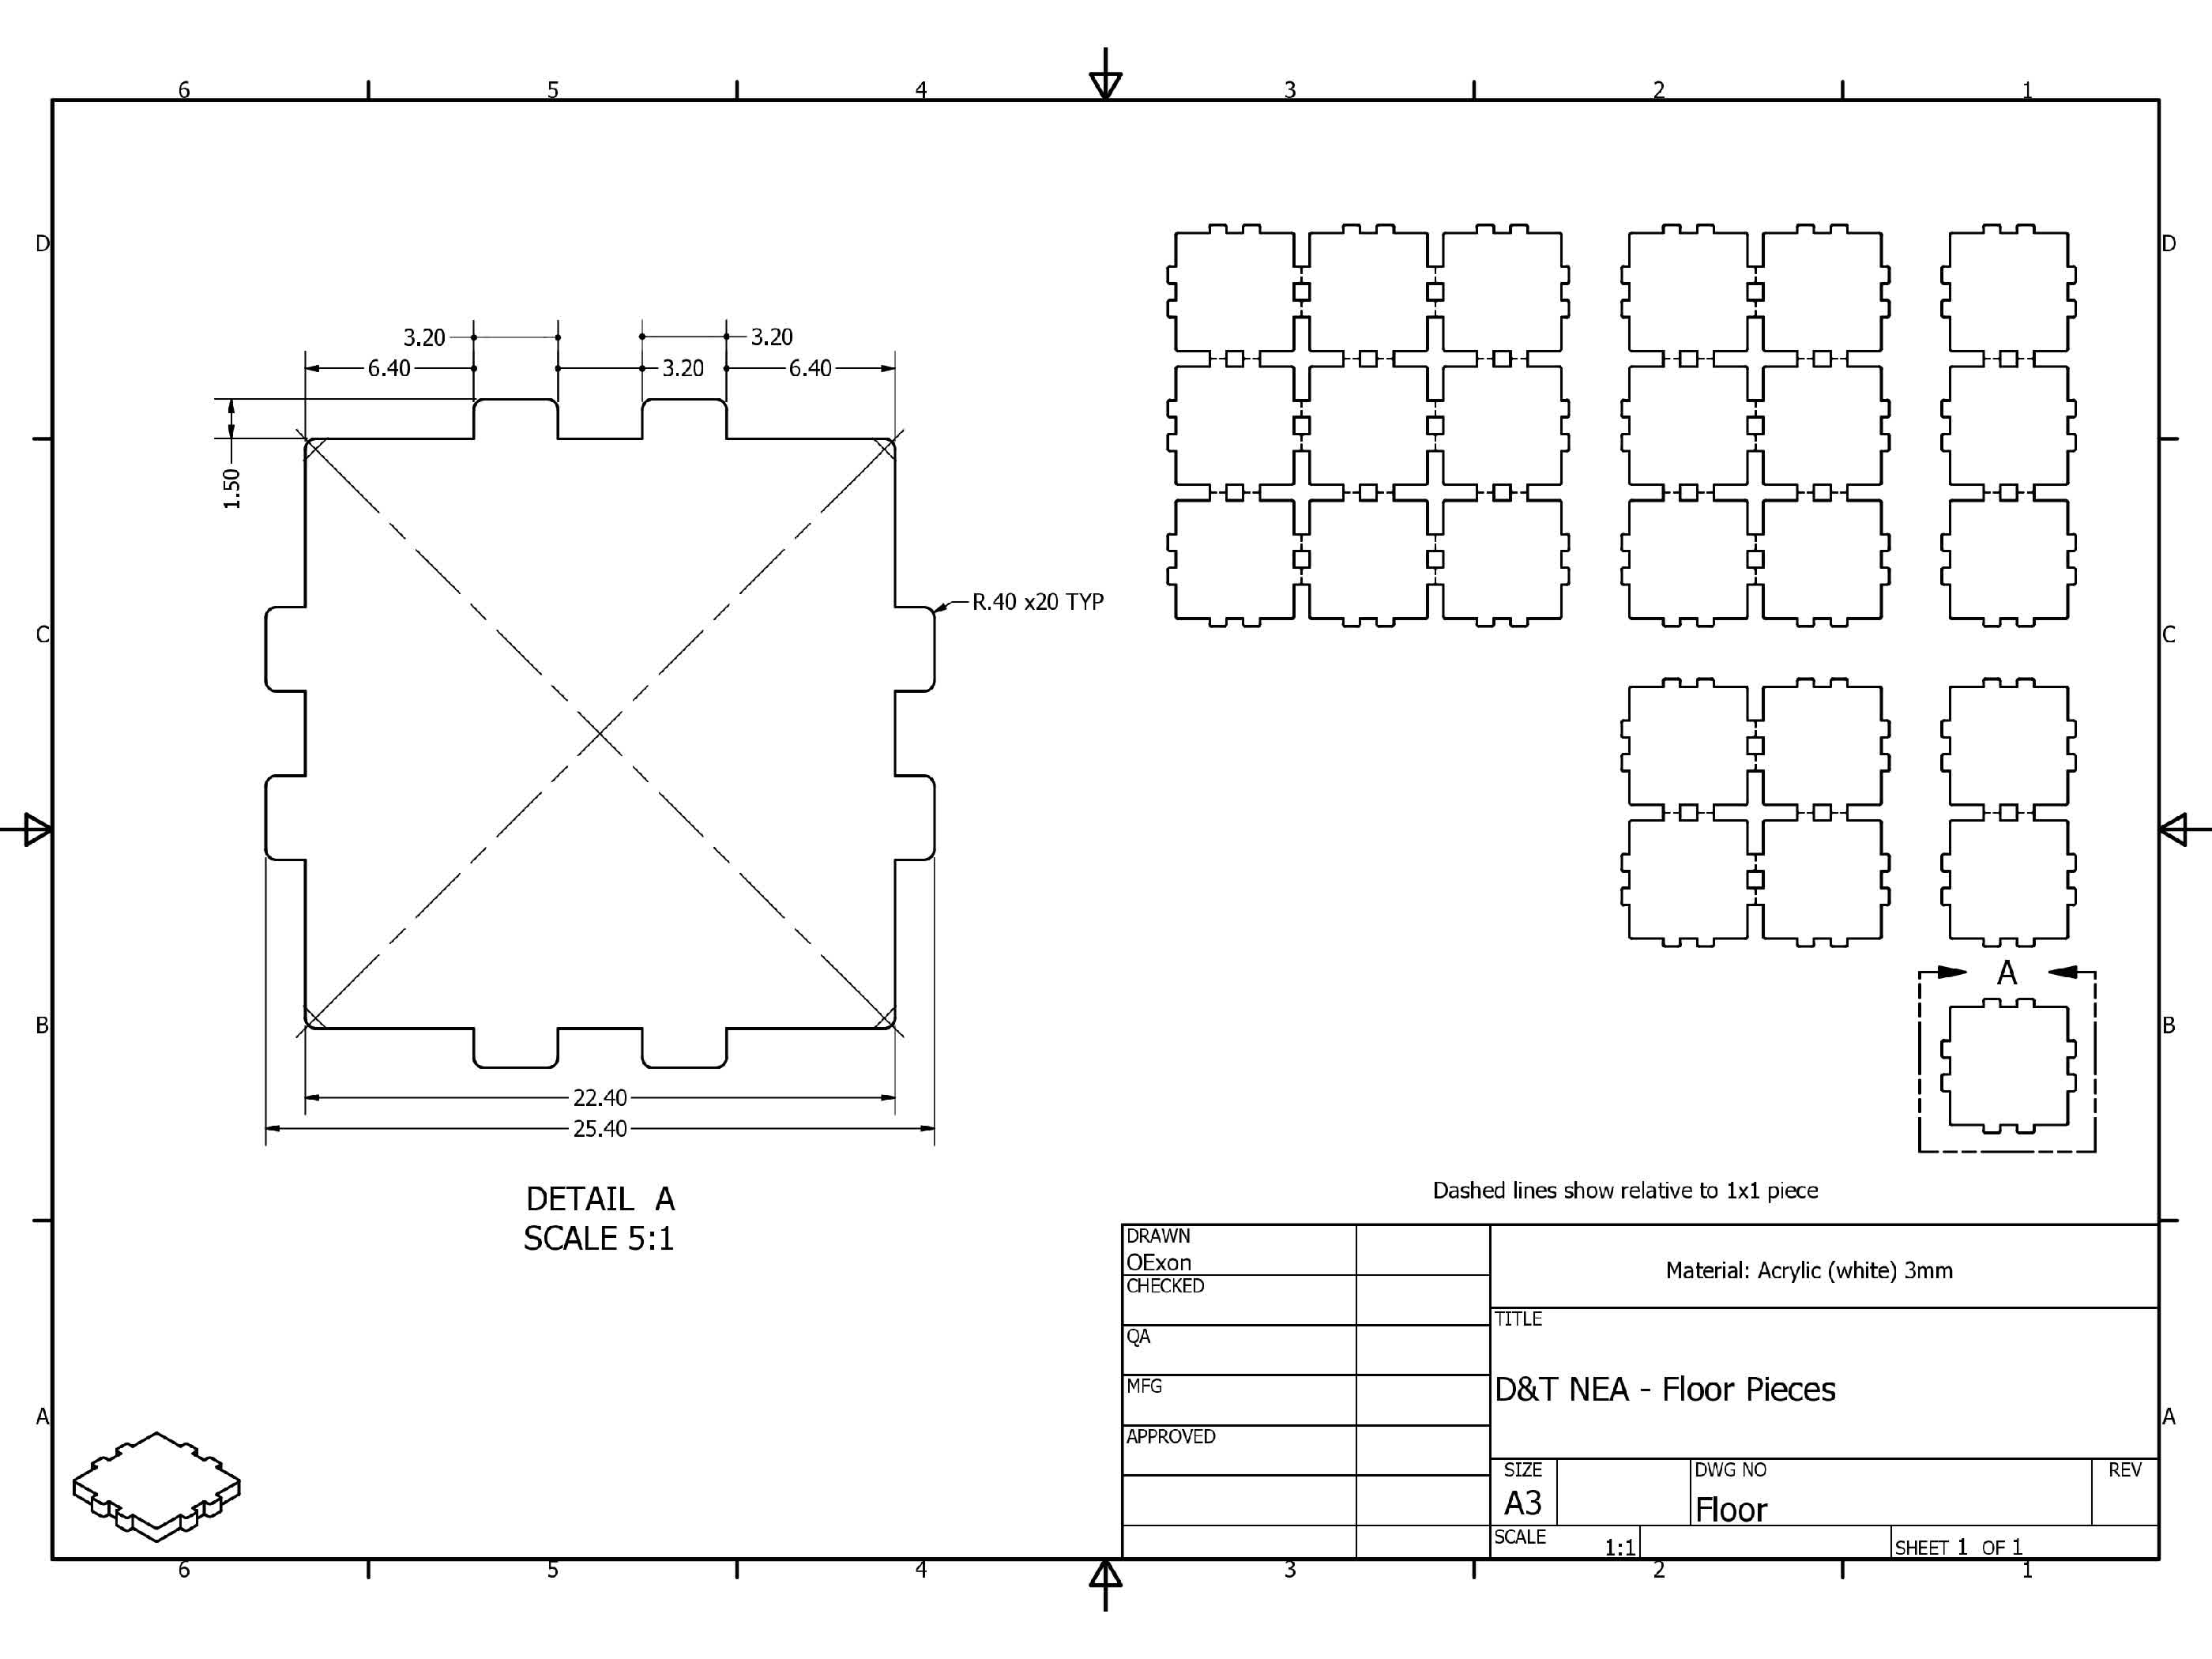 6 5 4 3 2 1
D D
3.20 3.20
6.40 3.20 6.40
1.50
R.40 x20 TYP
C C
A
B B
22.40
25.40
DETAIL A
SCALE 5:1
Dashed lines show relative to 1x1 piece
DRAWN
OExon
CHECKED
QA
MFG
APPROVED
Material: Acrylic (white) 3mm
TITLE
D&T NEA - Floor Pieces
SIZE
A3
DWG NO
Floor
REV
SCALE
1:1
SHEET 1 OF 1
A A
6 5 4 3 2 1